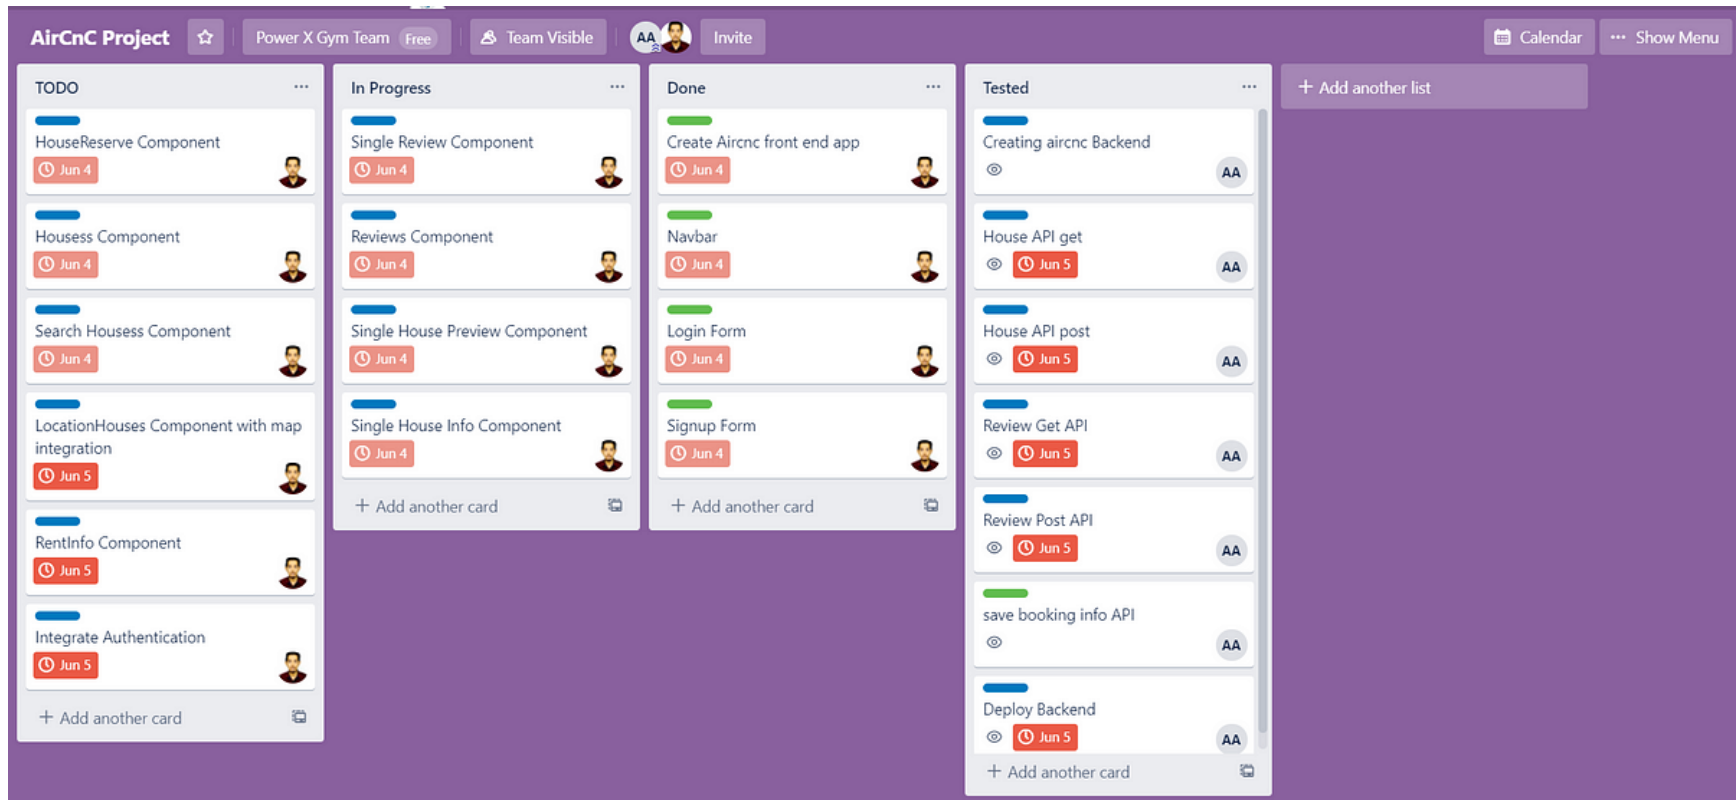 AirCnC Project
Power X Gym Team Free
Team Visible
AA
Invite
Calendar
Show Menu
TODO
HouseReserve Component
Jun 4
Housess Component
Jun 4
Search Housess Component
Jun 4
LocationHouses Component with map
integration
Jun 5
RentInfo Component
Jun 5
Integrate Authentication
Jun 5
+ Add another card
In Progress
Single Review Component
Jun 4
Reviews Component
Jun 4
Single House Preview Component
Jun 4
Single House Info Component
Jun 4
+ Add another card
Done
Create Aircnc front end app
Jun 4
Navbar
Jun 4
Login Form
Jun 4
Signup Form
Jun 4
+ Add another card
Tested
Creating aircnc Backend
AA
House API get
Jun 5
AA
House API post
Jun 5
AA
Review Get API
Jun 5
AA
Review Post API
Jun 5
AA
save booking info API
AA
Deploy Backend
Jun 5
AA
+ Add another card
+ Add another list